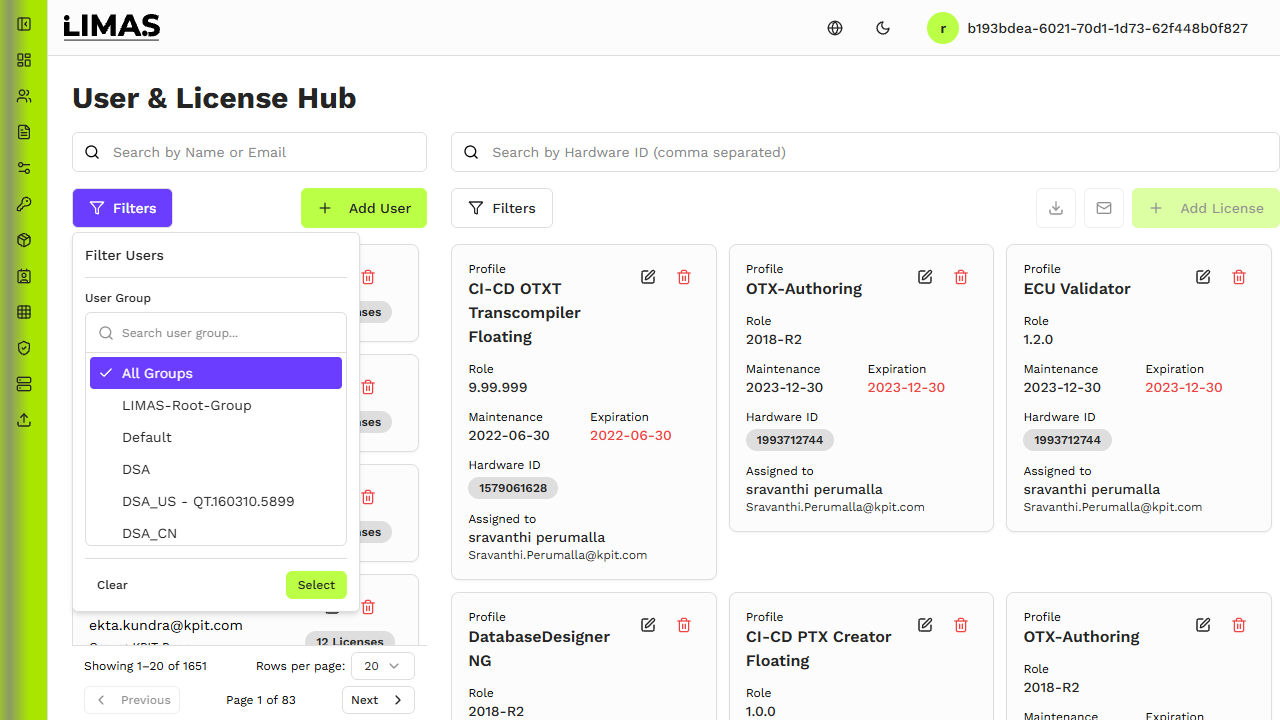 LIMAS
r
b193bdea-6021-70d1-1d73-62f448b0f827
User & License Hub
Search by Name or Email
Search by Hardware ID (comma separated)
Filters
Add User
Filters
Add License
Filter Users
User Group
Search user group...
All Groups
LIMAS-Root-Group
Default
DSA
DSA_US - QT.160310.5899
DSA_CN
Clear
Select
ekta.kundra@kpit.com
12 Licenses
Showing 1–20 of 1651
Rows per page:
20
Previous
Page 1 of 83
Next
Profile
CI-CD OTXT
Transcompiler
Floating
Role
9.99.999
Maintenance
Expiration
2022-06-30
2022-06-30
Hardware ID
1579061628
Assigned to
sravanthi perumalla
Sravanthi.Perumalla@kpit.com
Profile
OTX-Authoring
Role
2018-R2
Maintenance
Expiration
2023-12-30
2023-12-30
Hardware ID
1993712744
Assigned to
sravanthi perumalla
Sravanthi.Perumalla@kpit.com
Profile
ECU Validator
Role
1.2.0
Maintenance
Expiration
2023-12-30
2023-12-30
Hardware ID
1993712744
Assigned to
sravanthi perumalla
Sravanthi.Perumalla@kpit.com
Profile
DatabaseDesigner
NG
Role
2018-R2
Profile
CI-CD PTX Creator
Floating
Role
1.0.0
Profile
OTX-Authoring
Role
2018-R2
Maintenance
Expiration